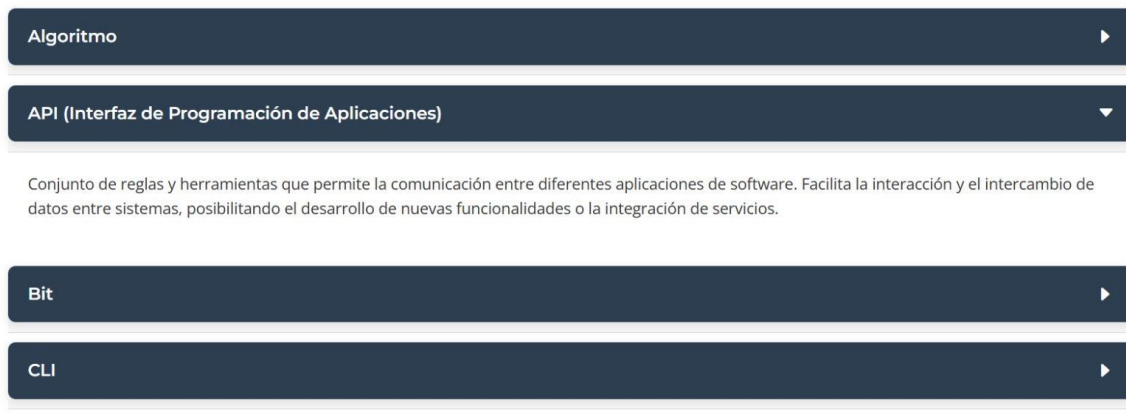 Algoritmo
API (Interfaz de Programación de Aplicaciones)
Conjunto de reglas y herramientas que permite la comunicación entre diferentes aplicaciones de software. Facilita la interacción y el intercambio de
datos entre sistemas, posibilitando el desarrollo de nuevas funcionalidades o la integración de servicios.
Bit
CLI